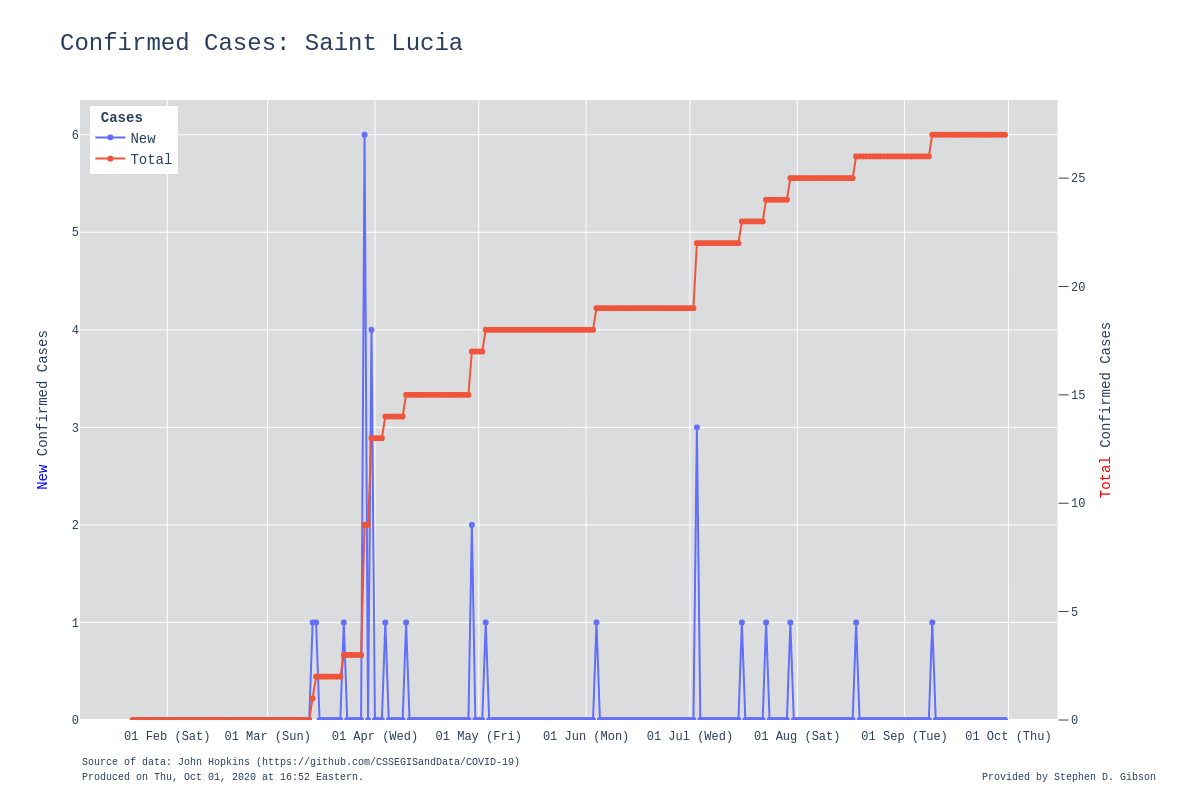 Confirmed Cases: Saint Lucia
Cases
New
Total
6
5
4
3
2
1
0
25
20
15
10
5
0
New Confirmed Cases
Total Confirmed Cases
01 Feb (Sat) 01 Mar (Sun) 01 Apr (Wed) 01 May (Fri) 01 Jun (Mon) 01 Jul (Wed) 01 Aug (Sat) 01 Sep (Tue) 01 Oct (Thu)
Source of data: John Hopkins (https://github.com/CSSEGISandData/COVID-19)
Produced on Thu, Oct 01, 2020 at 16:52 Eastern.
Provided by Stephen D. Gibson